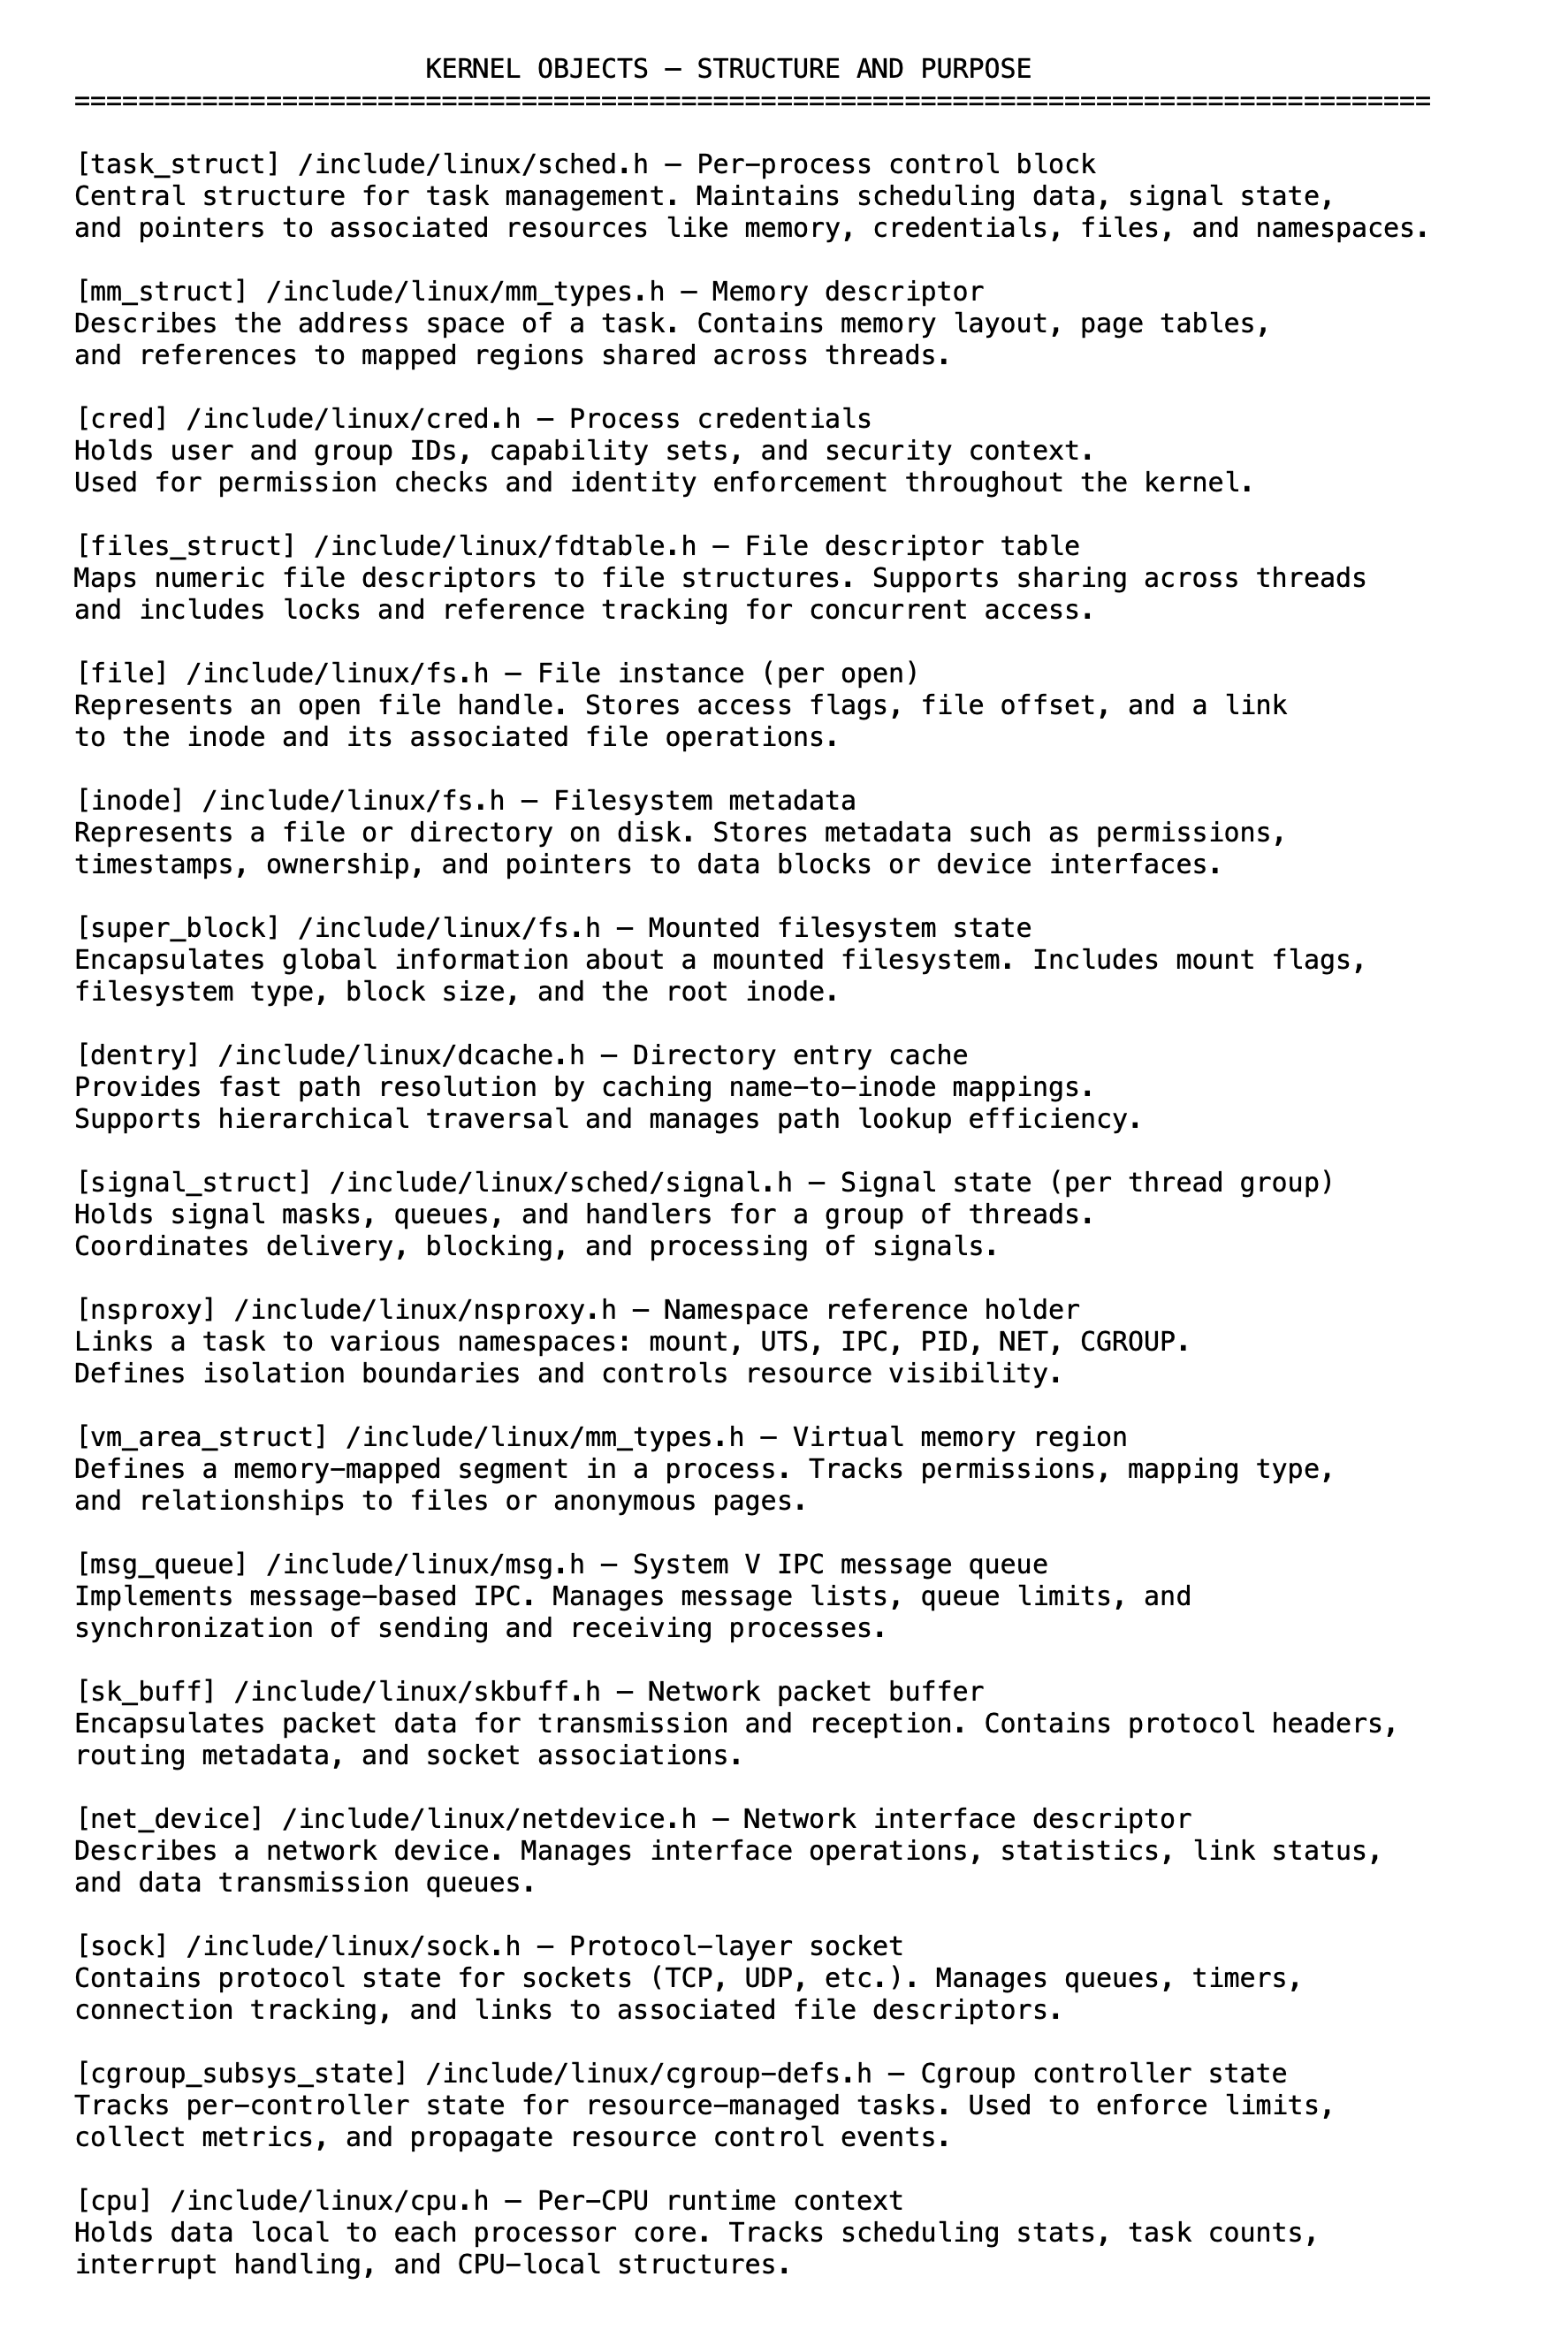 KERNEL OBJECTS — STRUCTURE AND PURPOSE
=====================================================================================
[task_struct] /include/linux/sched.h — Per-process control block
Central structure for task management. Maintains scheduling data, signal state,
and pointers to associated resources like memory, credentials, files, and namespaces.
[mm_struct] /include/linux/mm_types.h — Memory descriptor
Describes the address space of a task. Contains memory layout, page tables,
and references to mapped regions shared across threads.
[cred] /include/linux/cred.h — Process credentials
Holds user and group IDs, capability sets, and security context.
Used for permission checks and identity enforcement throughout the kernel.
[files_struct] /include/linux/fdtable.h — File descriptor table
Maps numeric file descriptors to file structures. Supports sharing across threads
and includes locks and reference tracking for concurrent access.
[file] /include/linux/fs.h — File instance (per open)
Represents an open file handle. Stores access flags, file offset, and a link
to the inode and its associated file operations.
[inode] /include/linux/fs.h — Filesystem metadata
Represents a file or directory on disk. Stores metadata such as permissions,
timestamps, ownership, and pointers to data blocks or device interfaces.
[super_block] /include/linux/fs.h — Mounted filesystem state
Encapsulates global information about a mounted filesystem. Includes mount flags,
filesystem type, block size, and the root inode.
[dentry] /include/linux/dcache.h — Directory entry cache
Provides fast path resolution by caching name-to-inode mappings.
Supports hierarchical traversal and manages path lookup efficiency.
[signal_struct] /include/linux/sched/signal.h — Signal state (per thread group)
Holds signal masks, queues, and handlers for a group of threads.
Coordinates delivery, blocking, and processing of signals.
[nsproxy] /include/linux/nsproxy.h — Namespace reference holder
Links a task to various namespaces: mount, UTS, IPC, PID, NET, CGROUP.
Defines isolation boundaries and controls resource visibility.
[vm_area_struct] /include/linux/mm_types.h — Virtual memory region
Defines a memory-mapped segment in a process. Tracks permissions, mapping type,
and relationships to files or anonymous pages.
[msg_queue] /include/linux/msg.h — System V IPC message queue
Implements message-based IPC. Manages message lists, queue limits, and
synchronization of sending and receiving processes.
[sk_buff] /include/linux/skbuff.h — Network packet buffer
Encapsulates packet data for transmission and reception. Contains protocol headers,
routing metadata, and socket associations.
[net_device] /include/linux/netdevice.h — Network interface descriptor
Describes a network device. Manages interface operations, statistics, link status,
and data transmission queues.
[sock] /include/linux/sock.h — Protocol-layer socket
Contains protocol state for sockets (TCP, UDP, etc.). Manages queues, timers,
connection tracking, and links to associated file descriptors.
[cgroup_subsys_state] /include/linux/cgroup-defs.h — Cgroup controller state
Tracks per-controller state for resource-managed tasks. Used to enforce limits,
collect metrics, and propagate resource control events.
[cpu] /include/linux/cpu.h — Per-CPU runtime context
Holds data local to each processor core. Tracks scheduling stats, task counts,
interrupt handling, and CPU-local structures.